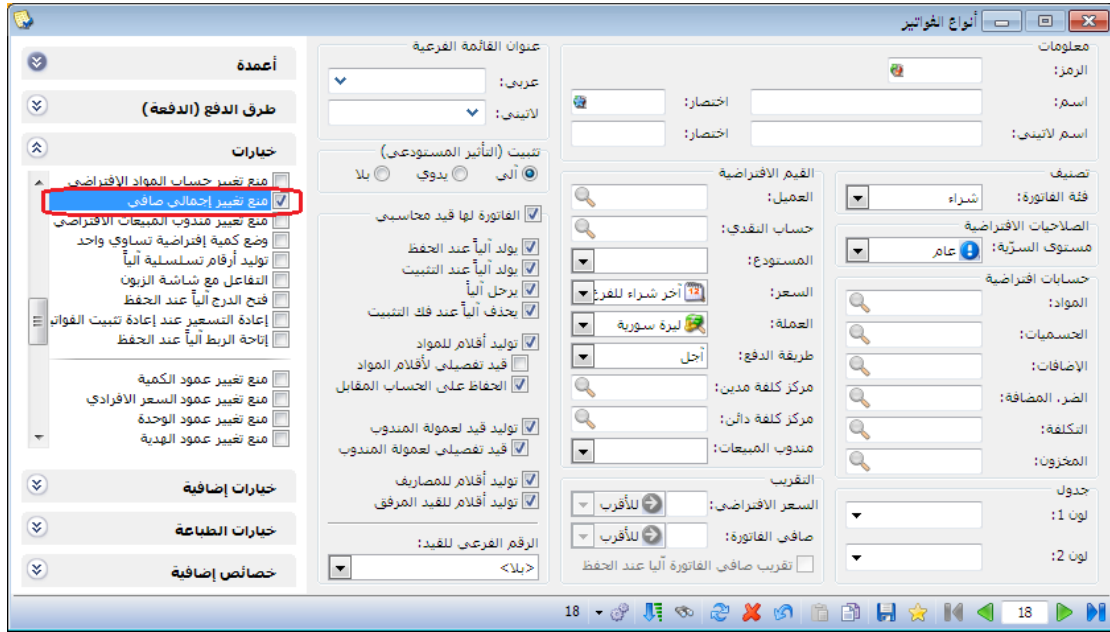 أنواع الفواتير
معلومات
الرمز:
اسم:
اختصار:
اسم لاتيني:
اختصار:
تصنيف
فئة الفاتورة:
شراء
الصلاحيات الافتراضية
مستوى السرّية:
عام
حسابات افتراضية
المواد:
الحسميات:
الإضافات:
الضر. المضافة:
التكلفة:
المخزون:
جدول
لون 1:
لون 2:
القيم الافتراضية
العميل:
حساب النقدي:
المستودع:
السعر:
آخر شراء للفرع
العملة:
ليرة سورية
طريقة الدفع:
آجل
مركز كلفة مدين:
مركز كلفة دائن:
مندوب المبيعات:
التقريب
السعر الافتراضي:
للأقرب
صافي الفاتورة:
للأقرب
تقريب صافي الفاتورة آليا عند الحفظ
عنوان القائمة الفرعية
عربي:
لاتيني:
تثبيت (التأثير المستودعي)
آلي
يدوي
بلا
الفاتورة لها قيد محاسبي
يولد آلياً عند الحفظ
يولد آلياً عند التثبيت
يرحل آلياً
يحذف آلياً عند فك التثبيت
توليد أقلام للمواد
قيد تفصيلي لأقلام المواد
الحفاظ على الحساب المقابل
توليد قيد لعمولة المندوب
قيد تفصيلي لعمولة المندوب
توليد أقلام للمصاريف
توليد أقلام للقيد المرفق
الرقم الفرعي للقيد:
<بلا>
أعمدة
طرق الدفع (الدفعة)
خيارات
منع تغيير حساب المواد الافتراضي
منع تغيير إجمالي صافي
منع تغيير مندوب المبيعات الافتراضي
وضع كمية إفتراضية تساوي واحد
توليد أرقام تسلسلية آلياً
التفاعل مع شاشة الزبون
فتح الدرج آلياً عند الحفظ
إعادة التسعير عند إعادة تثبيت الفواتير
إتاحة الربط آلياً عند الحفظ
منع تغيير عمود الكمية
منع تغيير عمود السعر الافرادي
منع تغيير عمود الوحدة
منع تغيير عمود الهدية
خيارات إضافية
خيارات الطباعة
خصائص إضافية
18
18